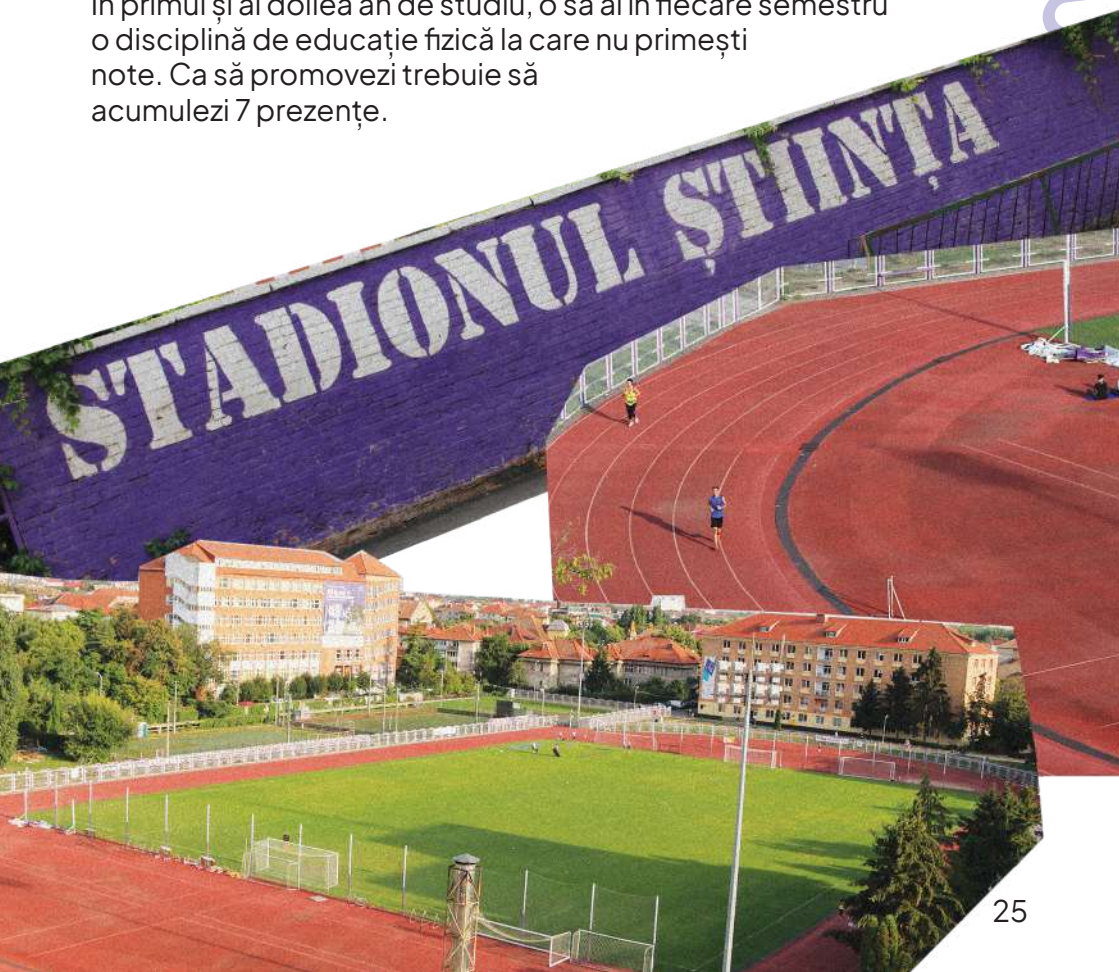 În primul și al doilea an de studiu, o să ai în fiecare semestru
o disciplină de educație fizică la care nu primești
note. Ca să promovezi trebuie să
acumulezi 7 prezențe.
STADIONUL ȘTIINȚA
25